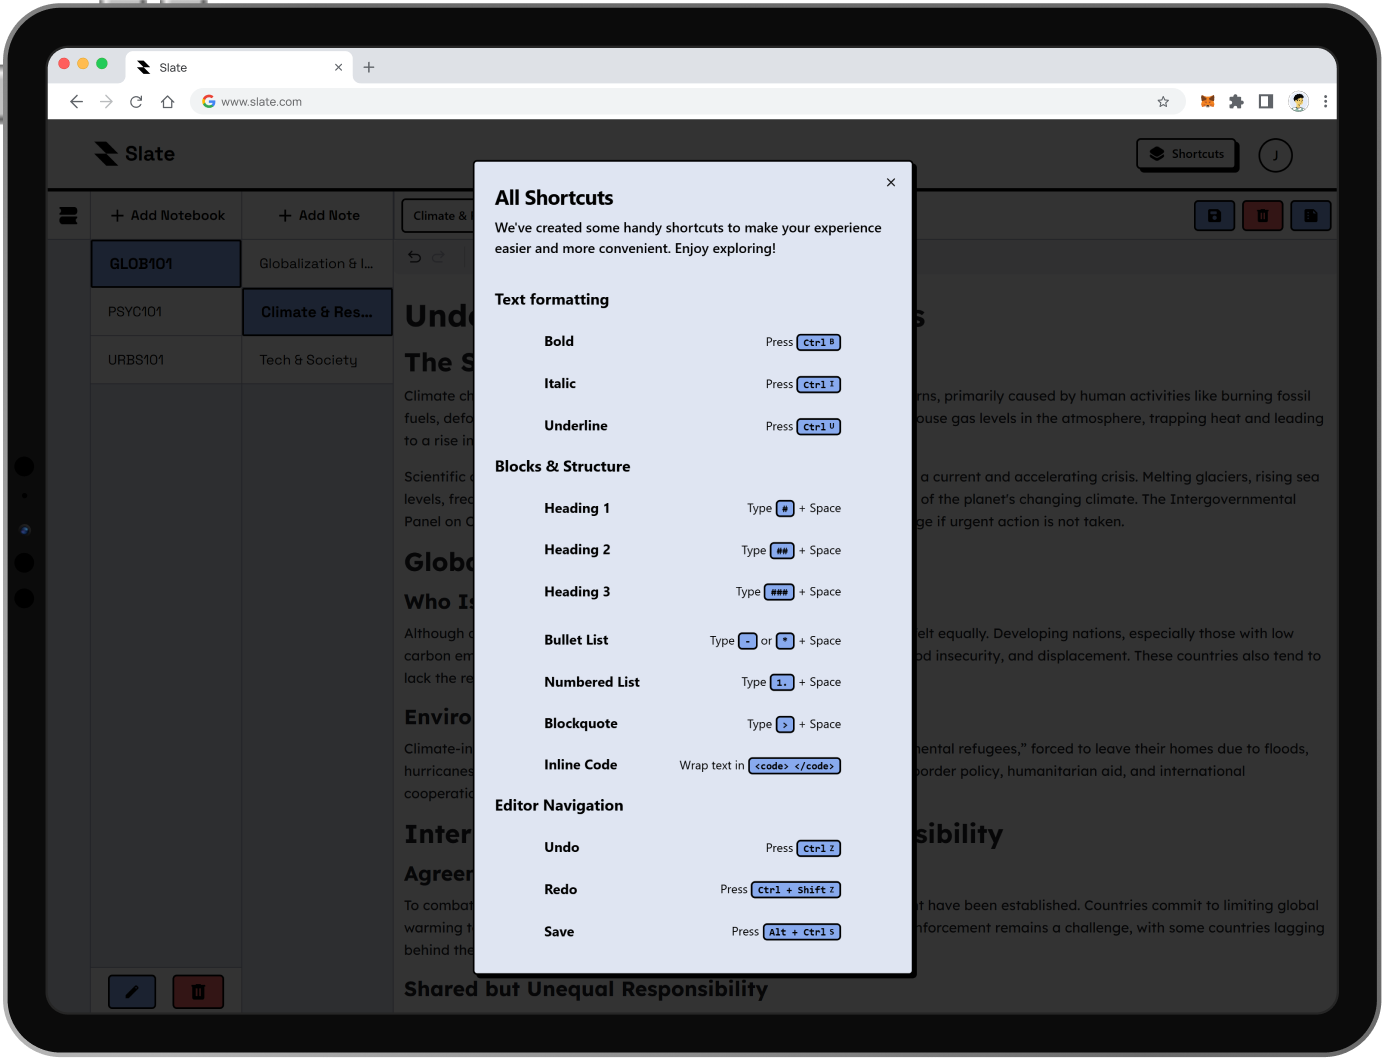 Slate
www.slate.com
Slate
Shortcuts
J
Add Notebook
Add Note
Climate &
GLOB101
Globalization & I...
PSYC101
Climate & Res...
URBS101
Tech & Society
The S
Climate ch
rns, primarily caused by human activities like burning fossil
fuels, defo
ouse gas levels in the atmosphere, trapping heat and leading
to a rise in
Scientific
a current and accelerating crisis. Melting glaciers, rising sea
levels, fre
of the planet's changing climate. The Intergovernmental
Panel on C
ge if urgent action is not taken.
Globa
Who Is
Although
elt equally. Developing nations, especially those with low
carbon em
od insecurity, and displacement. These countries also tend to
lack the re
Enviro
Climate-in
mental refugees,” forced to leave their homes due to floods,
hurricanes
border policy, humanitarian aid, and international
cooperatio
Inter
sibility
Agreen
To combat
t have been established. Countries commit to limiting global
warming t
nforcement remains a challenge, with some countries lagging
behind the
Shared but Unequal Responsibility
All Shortcuts
We've created some handy shortcuts to make your experience
easier and more convenient. Enjoy exploring!
Text formatting
Bold Press Ctrl B
Italic Press Ctrl I
Underline Press Ctrl U
Blocks & Structure
Heading 1 Type # + Space
Heading 2 Type ## + Space
Heading 3 Type ### + Space
Bullet List Type - or * + Space
Numbered List Type 1. + Space
Blockquote Type > + Space
Inline Code Wrap text in <code> </code>
Editor Navigation
Undo Press Ctrl Z
Redo Press Ctrl + Shift Z
Save Press Alt + Ctrl S